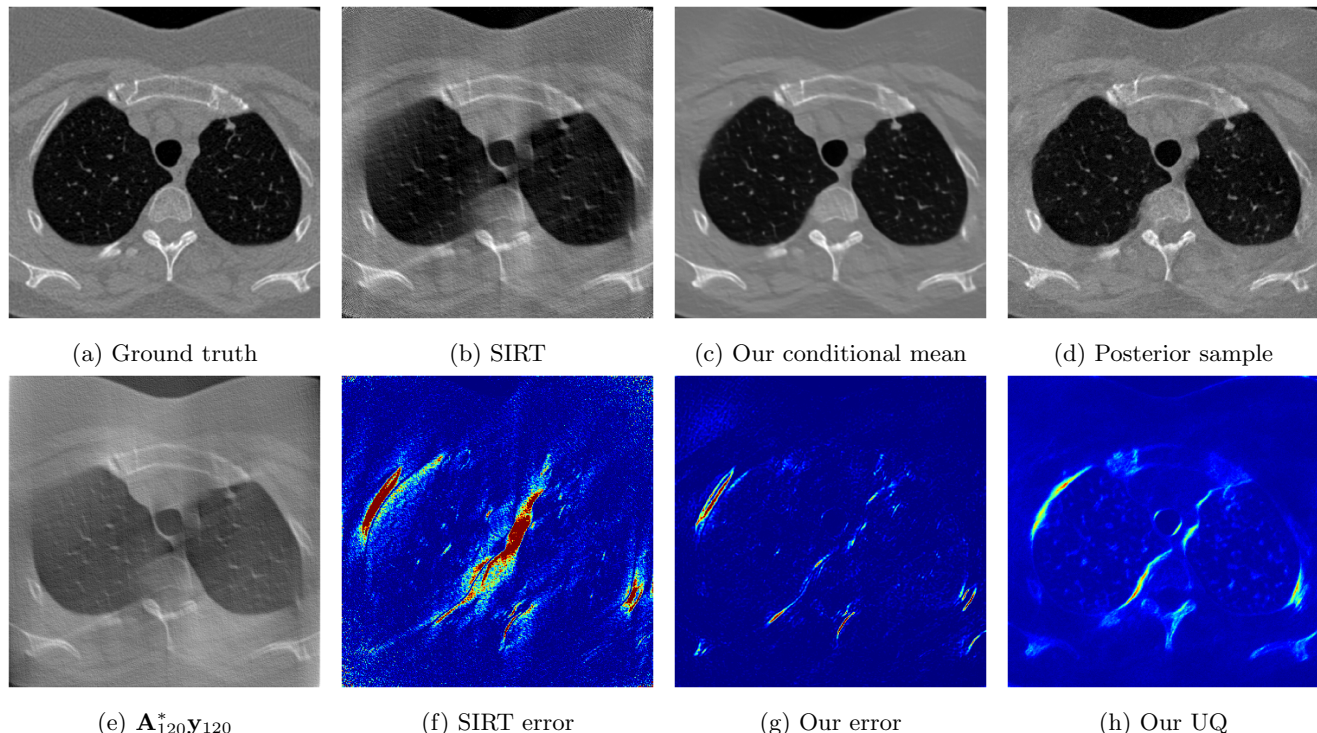 (a) Ground truth
(b) SIRT
(c) Our conditional mean
(d) Posterior sample
(e) A*120y120
(f) SIRT error
(g) Our error
(h) Our UQ